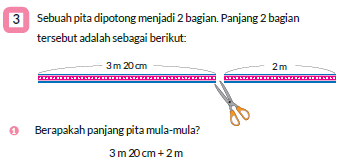 3 Sebuah pita dipotong menjadi 2 bagian. Panjang 2 bagian
tersebut adalah sebagai berikut:
3 m 20 cm 2 m
1 Berapakah panjang pita mula-mula?
3 m 20 cm + 2 m